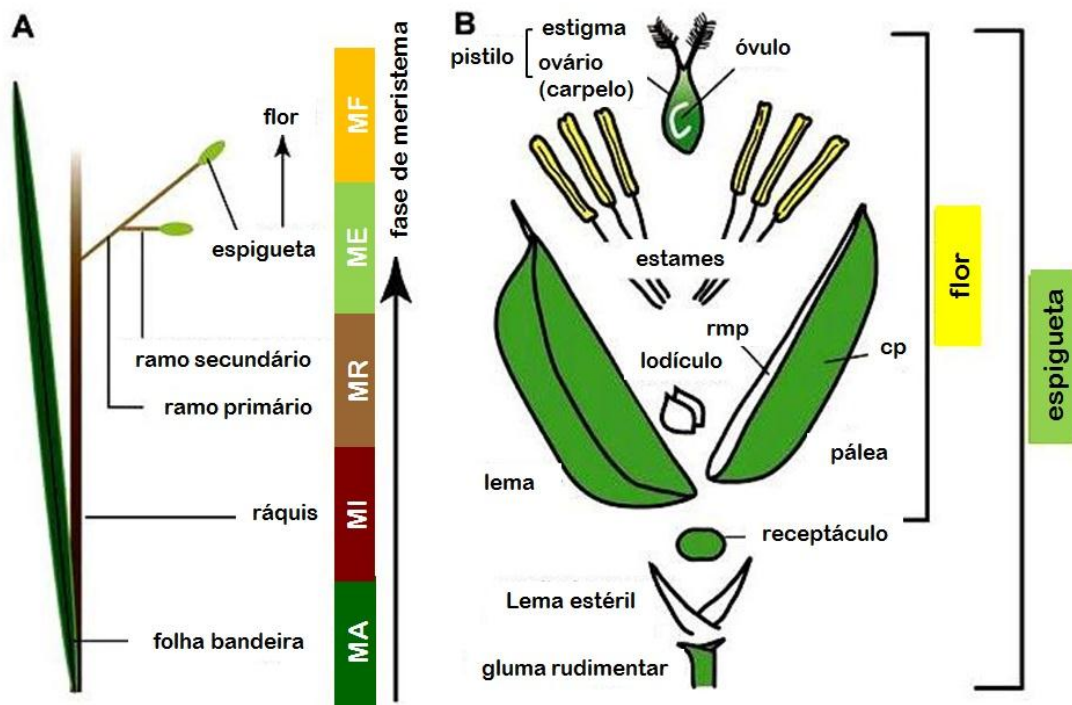 A
flor
espigueta
ramo secundário
ramo primário
ráquis
folha bandeira
MF
ME
MR
MI
MA
fase de meristema
B
pistilo
estigma
ovário
(carpelo)
óvulo
estames
rmp
lodículo
cp
pálea
lema
receptáculo
Lema estéril
gluma rudimentar
flor
espigueta